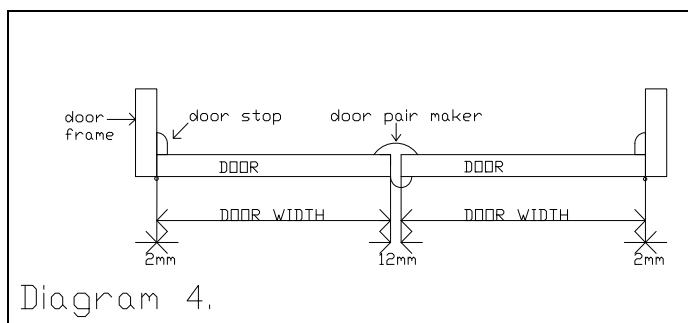 door frame
door stop
door pair maker
DOOR
DOOR
DOOR WIDTH
DOOR WIDTH
2mm
12mm
2mm
Diagram 4.